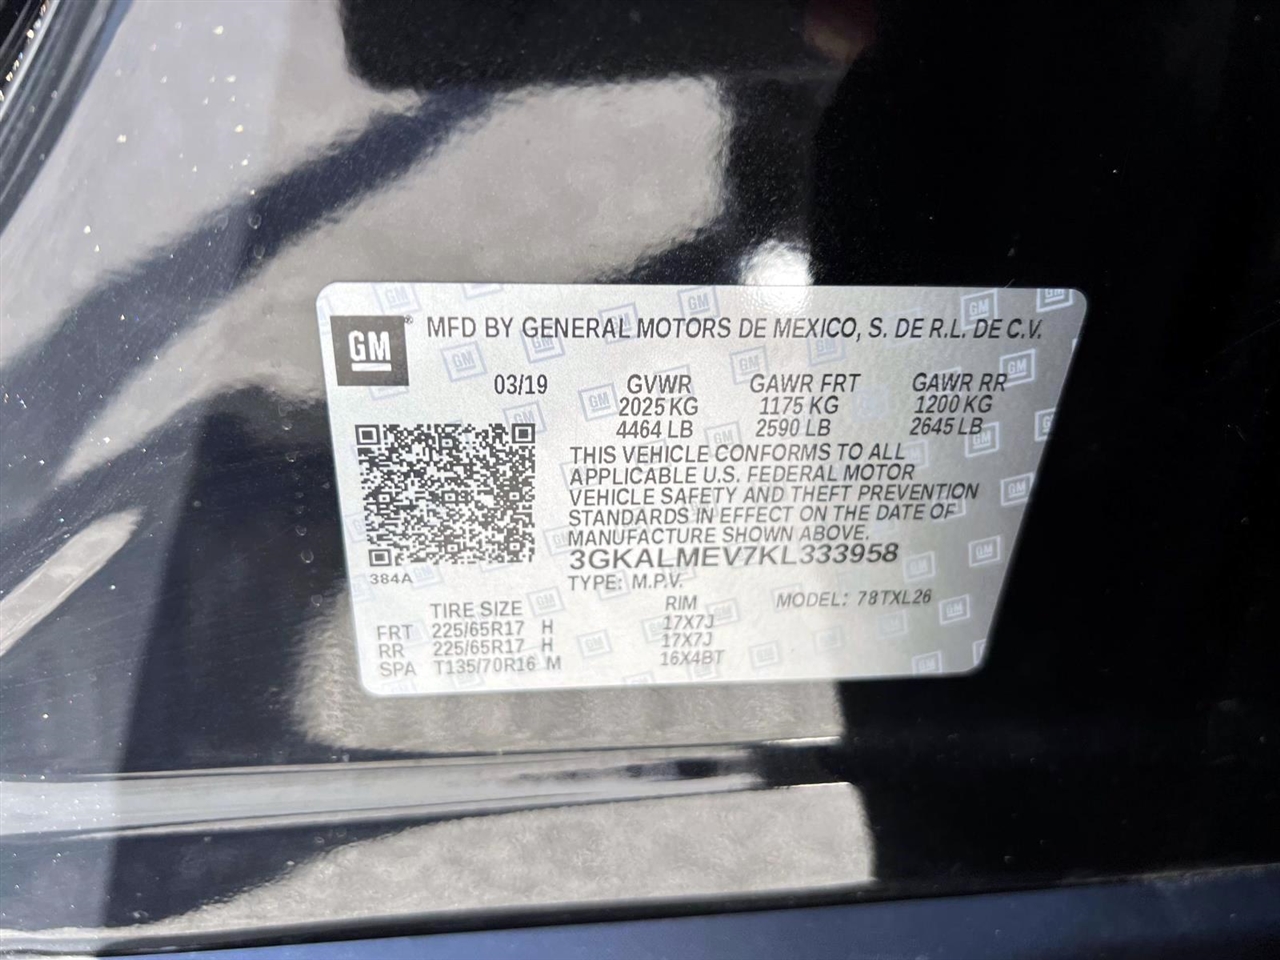 GM® MFD BY GENERAL MOTORS DE MEXICO, S. DE R.L. DE C.V.
03/19 GVWR GAWR FRT GAWR RR
2025 KG 1175 KG 1200 KG
4464 LB 2590 LB 2645 LB
THIS VEHICLE CONFORMS TO ALL
APPLICABLE U.S. FEDERAL MOTOR
VEHICLE SAFETY AND THEFT PREVENTION
STANDARDS IN EFFECT ON THE DATE OF
MANUFACTURE SHOWN ABOVE.
3GKALMEV7KL333958
384A TYPE: M.P.V.
TIRE SIZE RIM MODEL: 78TXL26
FRT 225/65R17 H 17X7J
RR 225/65R17 H 17X7J
SPA T135/70R16 M 16X4BT